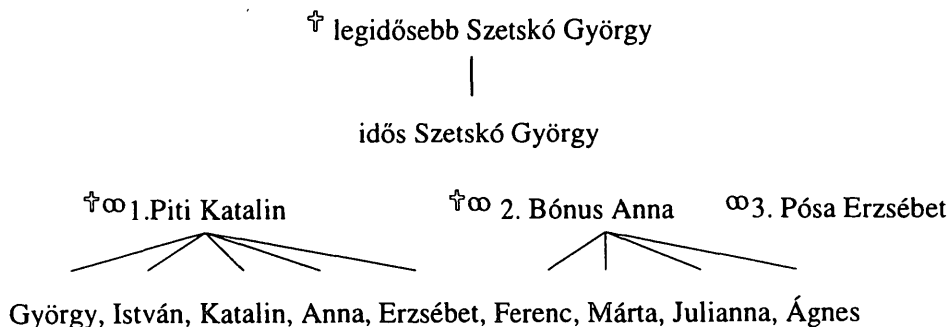 ✞ legidősebb Szetskó György
idős Szetskó György
✞⚭ 1.Piti Katalin ✞⚭ 2. Bónus Anna ⚭ 3. Pósa Erzsébet
György, István, Katalin, Anna, Erzsébet, Ferenc, Márta, Julianna, Ágnes